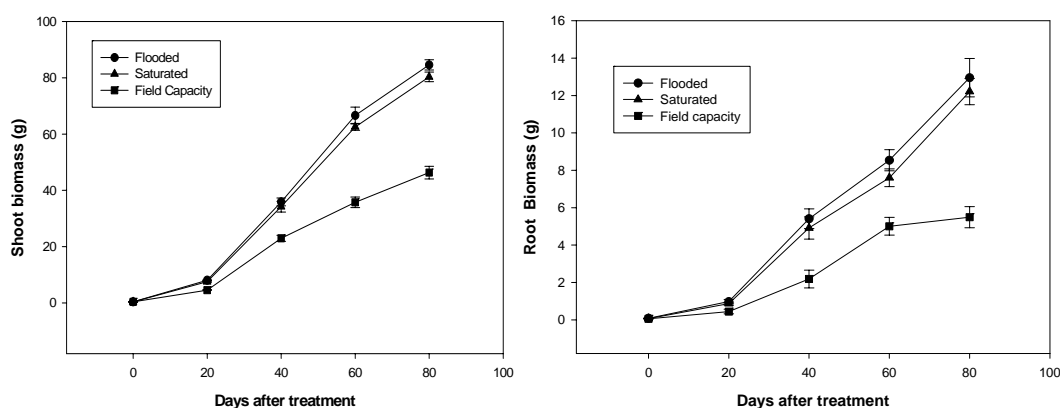 100
80
60
40
20
0
Shoot biomass (g)
Flooded
Saturated
Field Capacity
0 20 40 60 80 100
Days after treatment
16
14
12
10
8
6
4
2
0
Root Biomass (g)
Flooded
Saturated
Field capacity
0 20 40 60 80 100
Days after treatment